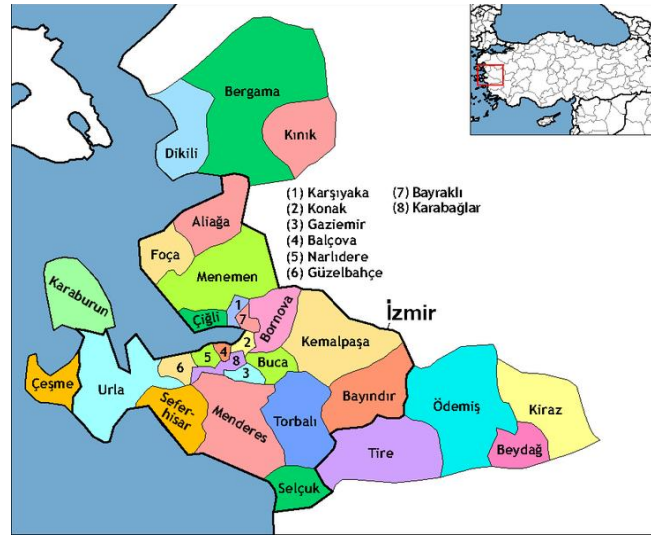 Bergama
Kınık
Dikili
(1) Karşıyaka (7) Bayraklı
(2) Konak (8) Karabağlar
(3) Gaziemir
(4) Balçova
(5) Narlıdere
(6) Güzelbahçe
Aliağa
Foça
Menemen
Karaburun
Çiğli
1
7
Bornova
İzmir
2
Kemalpaşa
5
4
8
6
3
Buca
Çeşme
Urla
Sefer-
hisar
Menderes
Torbalı
Bayındır
Ödemiş
Kiraz
Tire
Beydağ
Selçuk